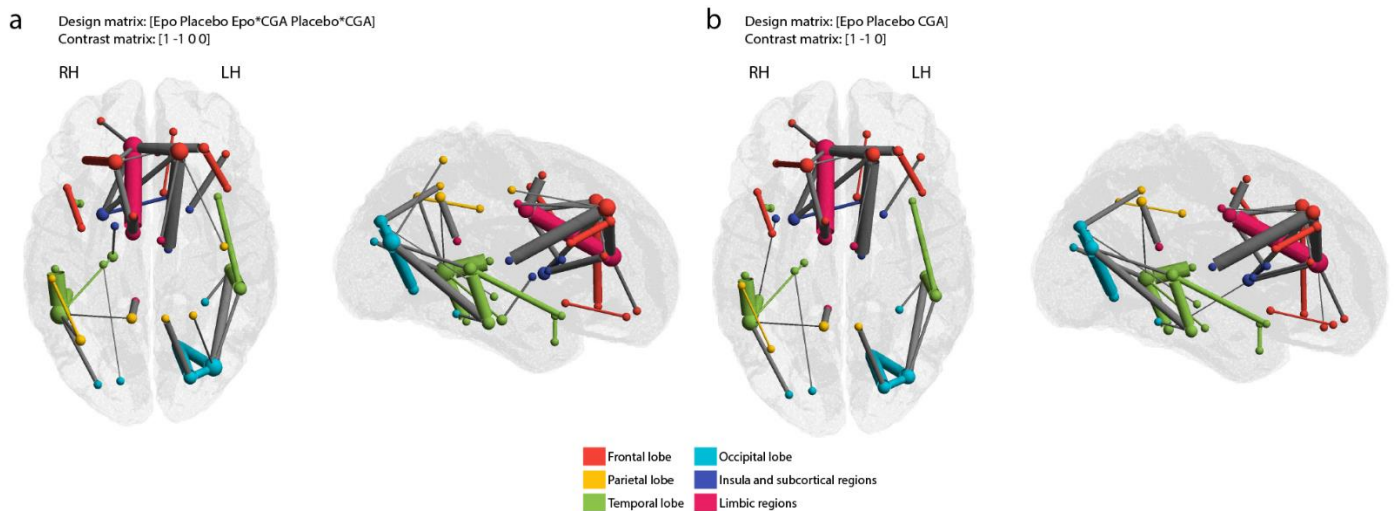 a
Design matrix: [Epo Placebo Epo*CGA Placebo*CGA]
Contrast matrix: [1 -1 0 0]
RH
LH
b
Design matrix: [Epo Placebo CGA]
Contrast matrix: [1 -1 0]
RH
LH
Frontal lobe
Parietal lobe
Temporal lobe
Occipital lobe
Insula and subcortical regions
Limbic regions